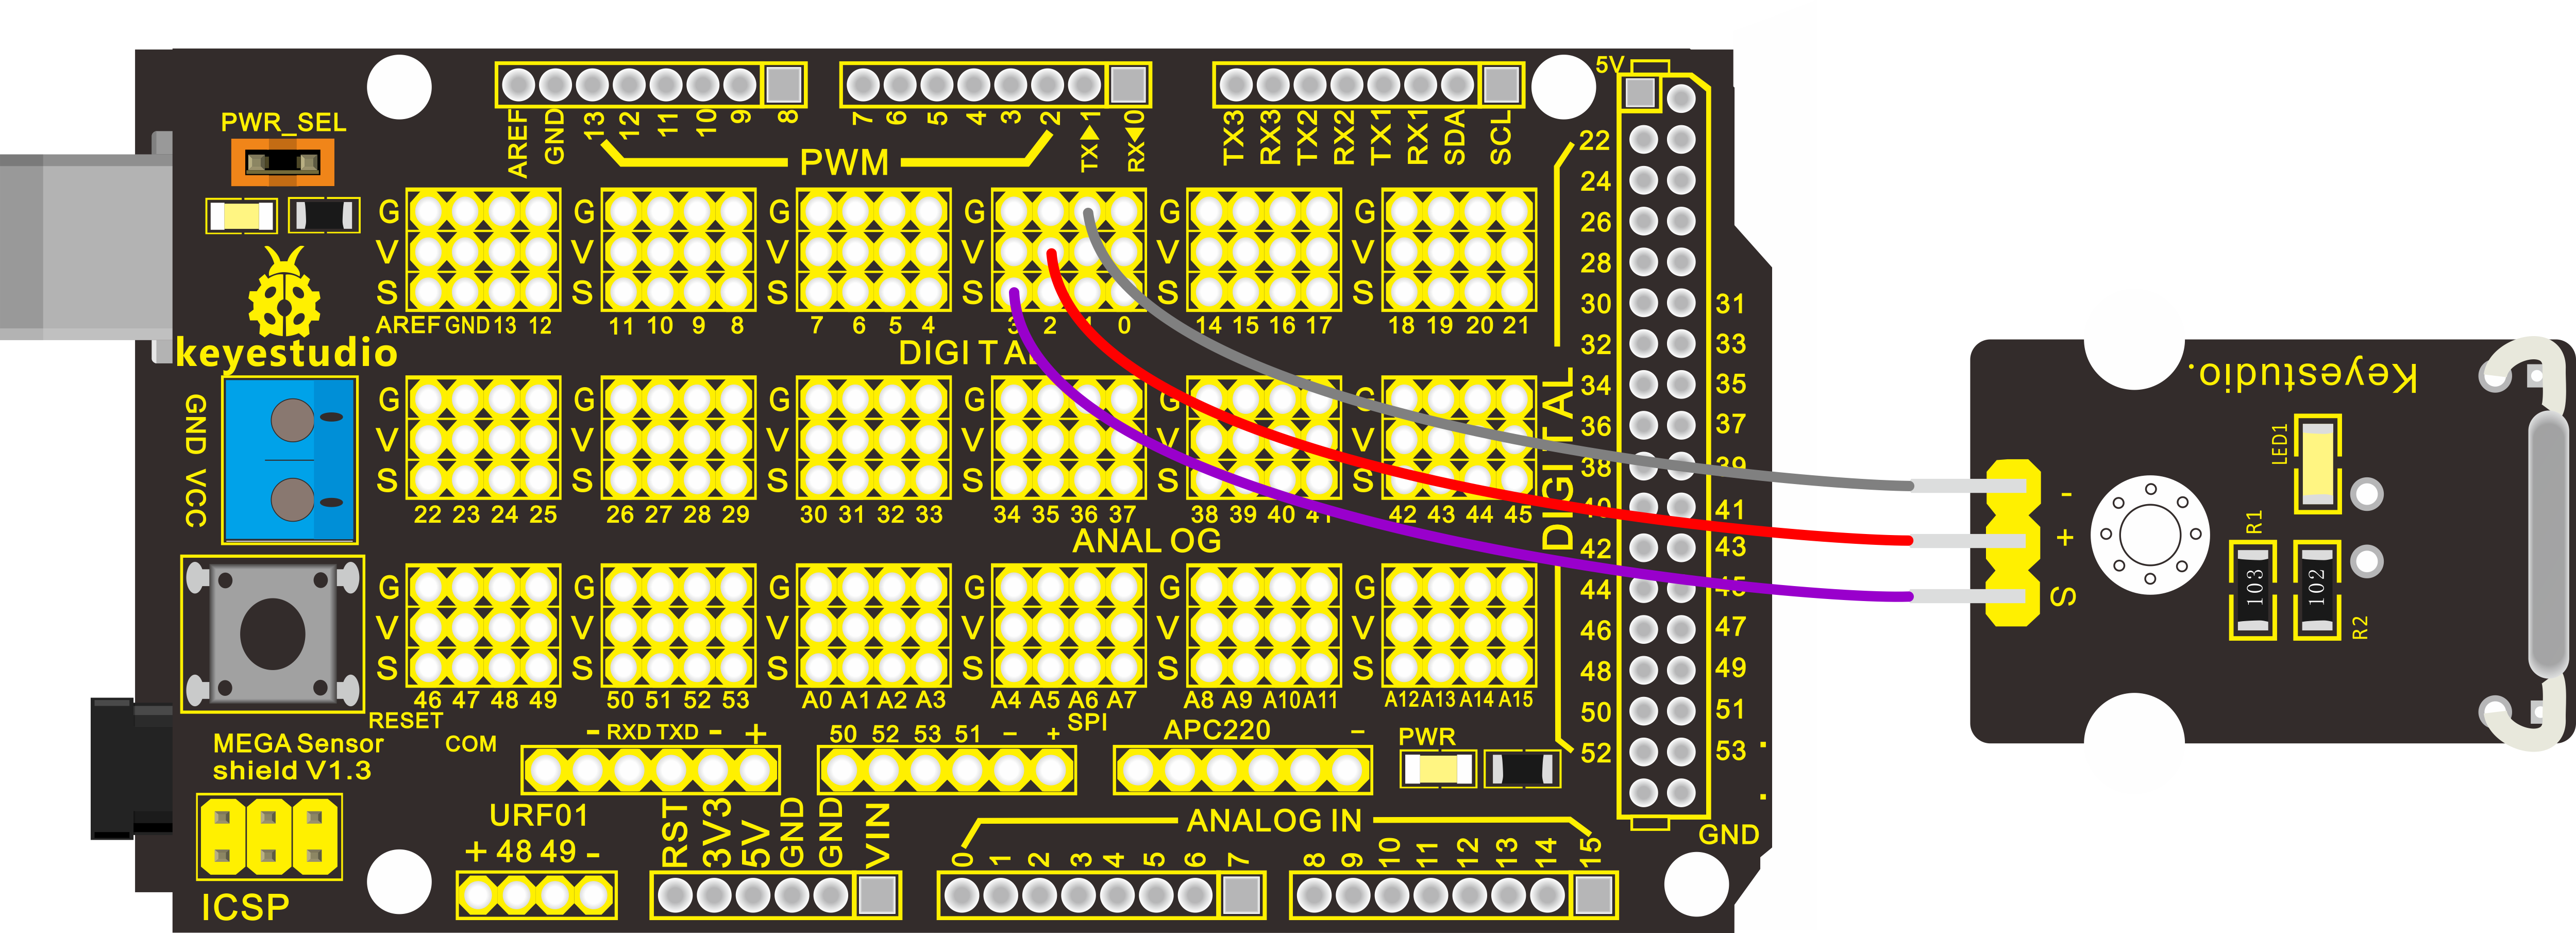 5V
PWR_SEL
AREF GND 13 12 11 10 9 8
7 6 5 4 3 2 TX▶1 RX◀0
TX3 RX3 TX2 RX2 TX1 RX1 SDA SCL
PWM
G G G G G G
V V V V V V
S S S S S S
AREF GND 13 12 11 10 9 8 7 6 5 4 3 2 1 0 14 15 16 17 18 19 20 21
keyestudio
DIGITAL
GND VCC
G G G G G G
V V V V V V
S S S S S S
22 23 24 25 26 27 28 29 30 31 32 33 34 35 36 37 38 39 40 41 42 43 44 45
ANALOG
G G G G G G
V V V V V V
S S S S S S
46 47 48 49 50 51 52 53 A0 A1 A2 A3 A4 A5 A6 A7 A8 A9 A10 A11 A12 A13 A14 A15
RESET
COM
- RXD TXD - +
50 52 53 51 - +
SPI
APC220 -
PWR
MEGA Sensor
shield V1.3
ICSP
URF01
+ 48 49 -
RST 3V3 5V GND GND VIN
ANALOG IN
0 1 2 3 4 5 6 7
8 9 10 11 12 13 14 15
DIGITAL
22
24
26
28
30 31
32 33
34 35
36 37
38 39
40 41
42 43
44 45
46 47
48 49
50 51
52 53
GND
Keyestudio.
LED1
-
+
S
R1
103
102
R2